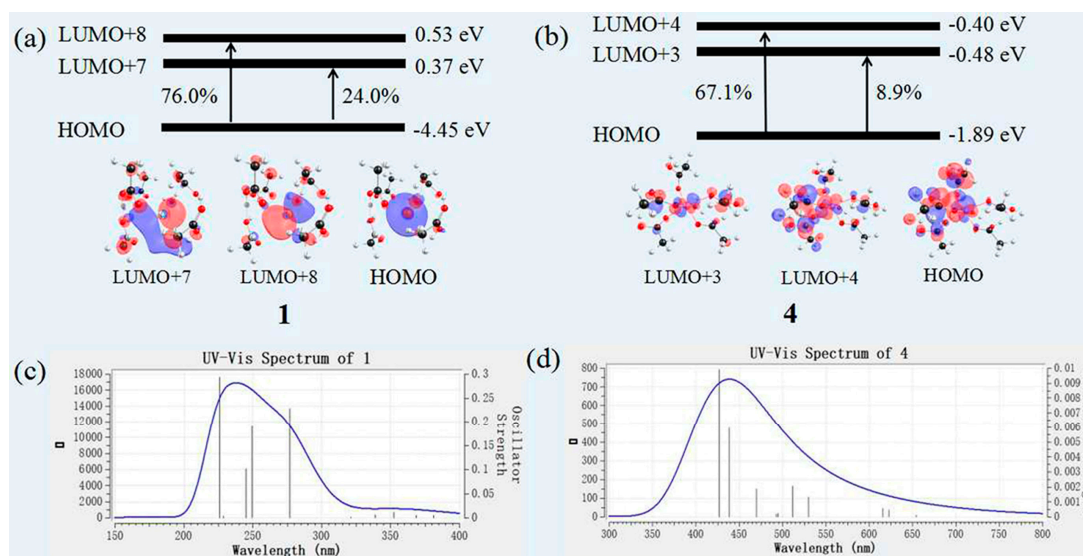 (a)
LUMO+8
0.53 eV
LUMO+7
0.37 eV
76.0%
24.0%
HOMO
-4.45 eV
LUMO+7
LUMO+8
HOMO
1
(b)
LUMO+4
-0.40 eV
LUMO+3
-0.48 eV
67.1%
8.9%
HOMO
-1.89 eV
LUMO+3
LUMO+4
HOMO
4
(c)
UV-Vis Spectrum of 1
18000
16000
14000
12000
10000
8000
6000
4000
2000
0
0.3
0.25
0.2
0.15
0.1
0.05
0
Oscillator
Strength
150
200
250
300
350
400
Wavelength (nm)
(d)
UV-Vis Spectrum of 4
800
700
600
500
400
300
200
100
0
0.01
0.009
0.008
0.007
0.006
0.005
0.004
0.003
0.002
0.001
0
300
350
400
450
500
550
600
650
700
750
800
Wavelength (nm)